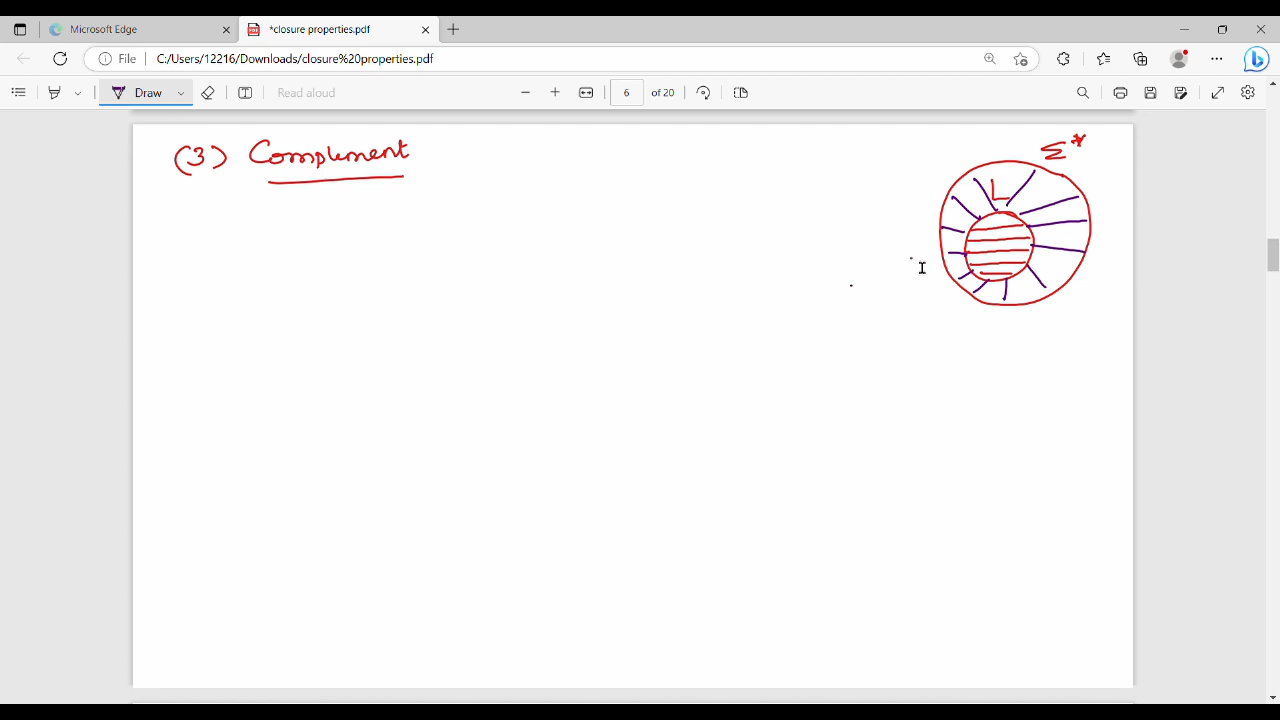 Microsoft Edge
*closure properties.pdf
File
C:/Users/12216/Downloads/closure%20properties.pdf
Draw
Read aloud
6
of 20
(3) Complement
Σ*
L